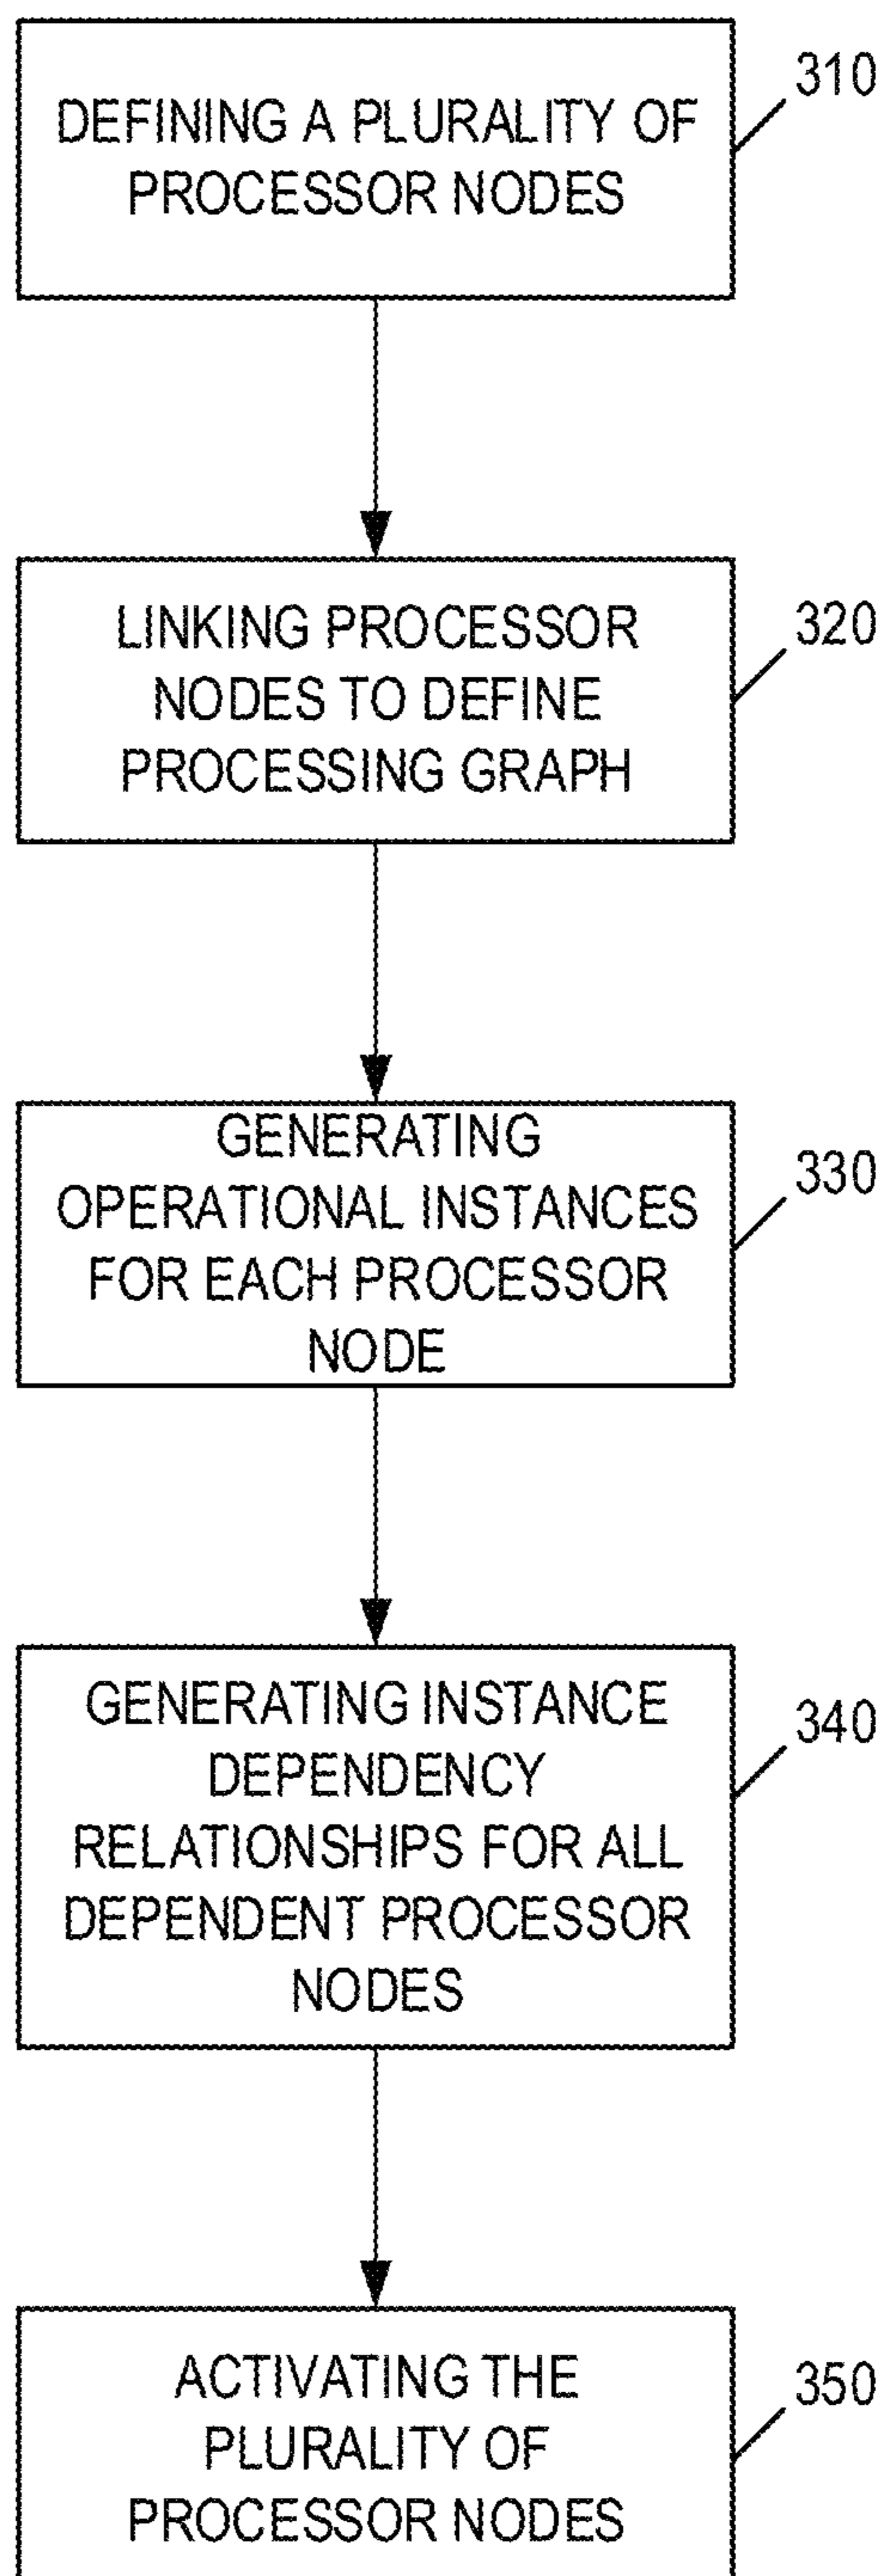 DEFINING A PLURALITY OF
PROCESSOR NODES
310
LINKING PROCESSOR
NODES TO DEFINE
PROCESSING GRAPH
320
GENERATING
OPERATIONAL INSTANCES
FOR EACH PROCESSOR
NODE
330
GENERATING INSTANCE
DEPENDENCY
RELATIONSHIPS FOR ALL
DEPENDENT PROCESSOR
NODES
340
ACTIVATING THE
PLURALITY OF
PROCESSOR NODES
350